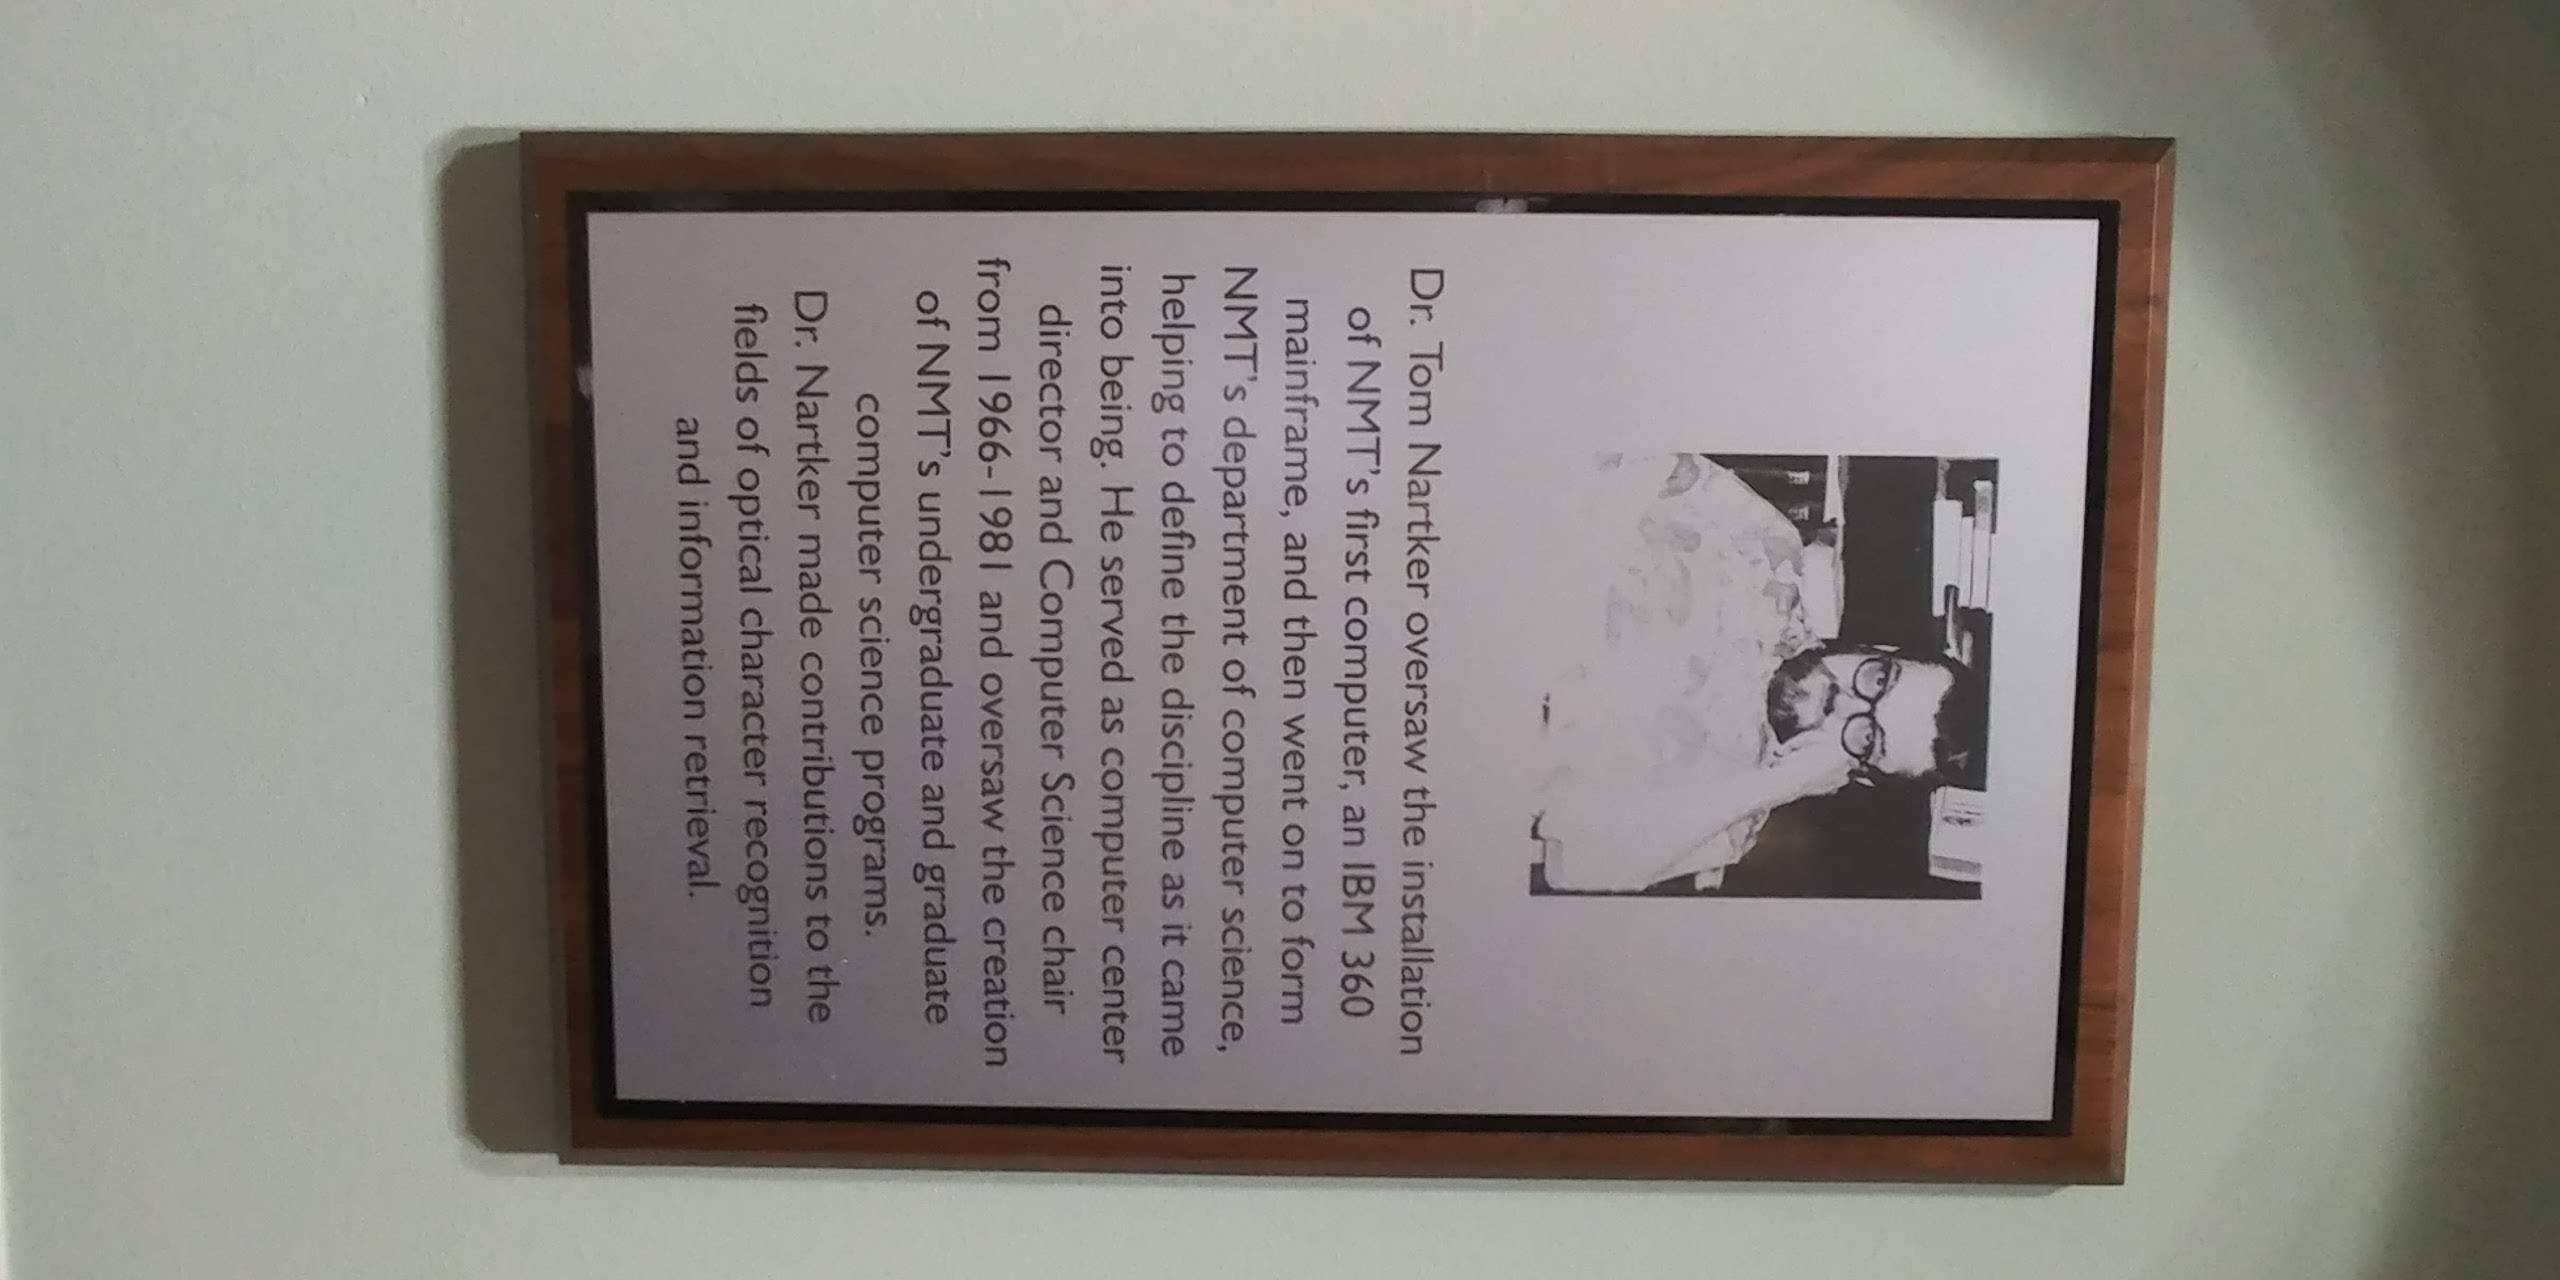 Dr. Tom Nartker oversaw the installation
of NMT's first computer, an IBM 360
mainframe, and then went on to form
NMT's department of computer science,
helping to define the discipline as it came
into being. He served as computer center
director and Computer Science chair
from 1966-1981 and oversaw the creation
of NMT's undergraduate and graduate
computer science programs.
Dr. Nartker made contributions to the
fields of optical character recognition
and information retrieval.